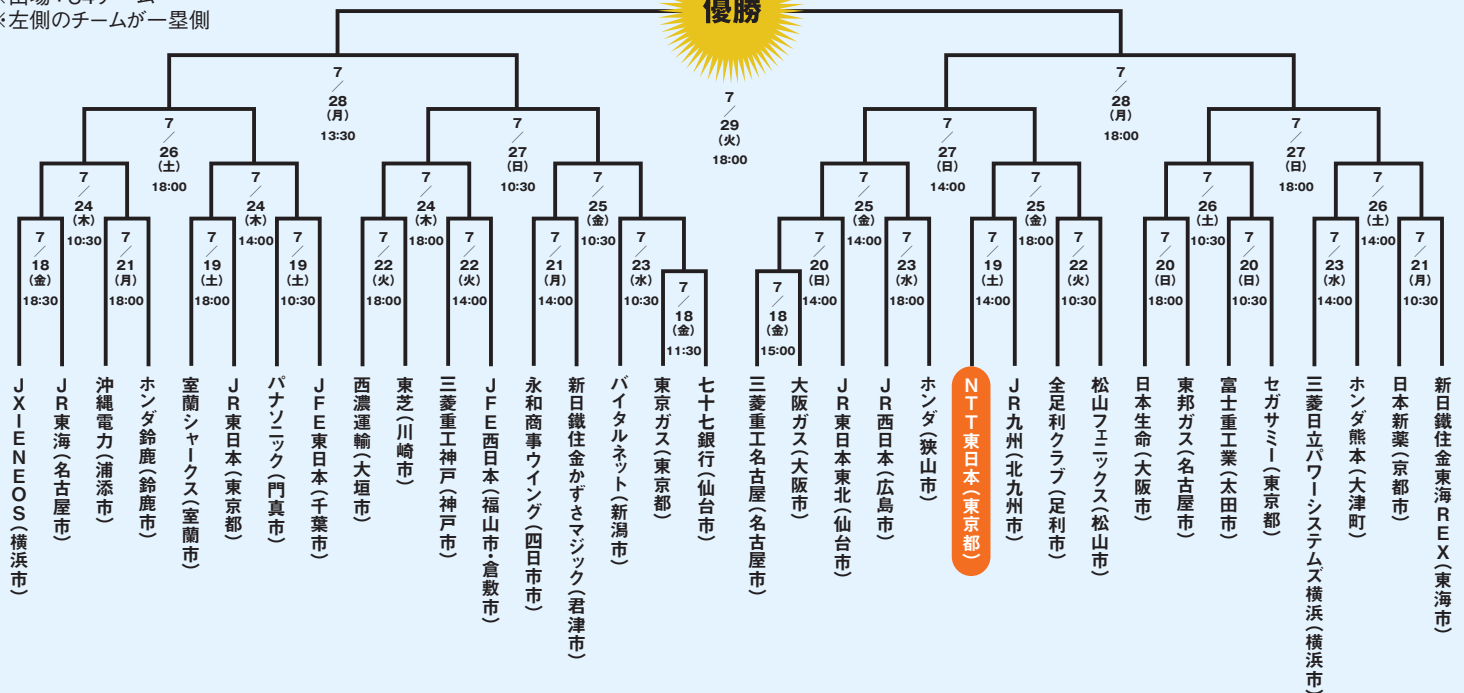 ※左側のチームが一塁側
優勝
7/29(火)18:00
7/28(月)13:30
7/28(月)18:00
7/26(土)18:00
7/27(日)10:30
7/27(日)14:00
7/27(日)18:00
7/24(木)10:30
7/24(木)14:00
7/24(木)18:00
7/25(金)10:30
7/25(金)14:00
7/25(金)18:00
7/26(土)10:30
7/26(土)14:00
7/18(金)18:30
7/21(月)18:00
7/19(土)18:00
7/19(土)10:30
7/22(火)18:00
7/22(火)14:00
7/21(月)14:00
7/23(水)10:30
7/20(日)14:00
7/23(水)18:00
7/19(土)14:00
7/22(火)10:30
7/20(日)18:00
7/20(日)10:30
7/23(水)14:00
7/21(月)10:30
7/18(金)11:30
7/18(金)15:00
JXIENEOS(横浜市)
JR東海(名古屋市)
沖縄電力(浦添市)
ホンダ鈴鹿(鈴鹿市)
室蘭シャークス(室蘭市)
JR東日本(東京都)
パナソニック(門真市)
JFE東日本(千葉市)
西濃運輸(大垣市)
東芝(川崎市)
三菱重工神戸(神戸市)
JFE西日本(福山市・倉敷市)
永和商事ウイング(四日市市)
新日鐵住金かずさマジック(君津市)
バイタルネット(新潟市)
東京ガス(東京都)
七十七銀行(仙台市)
三菱重工名古屋(名古屋市)
大阪ガス(大阪市)
JR東日本東北(仙台市)
JR西日本(広島市)
ホンダ(狭山市)
NTT東日本(東京都)
JR九州(北九州市)
全足利クラブ(足利市)
松山フェニックス(松山市)
日本生命(大阪市)
東邦ガス(名古屋市)
富士重工業(太田市)
セガサミー(東京都)
三菱日立パワーシステムズ横浜(横浜市)
ホンダ熊本(大津町)
日本新薬(京都市)
新日鐵住金東海REX(東海市)